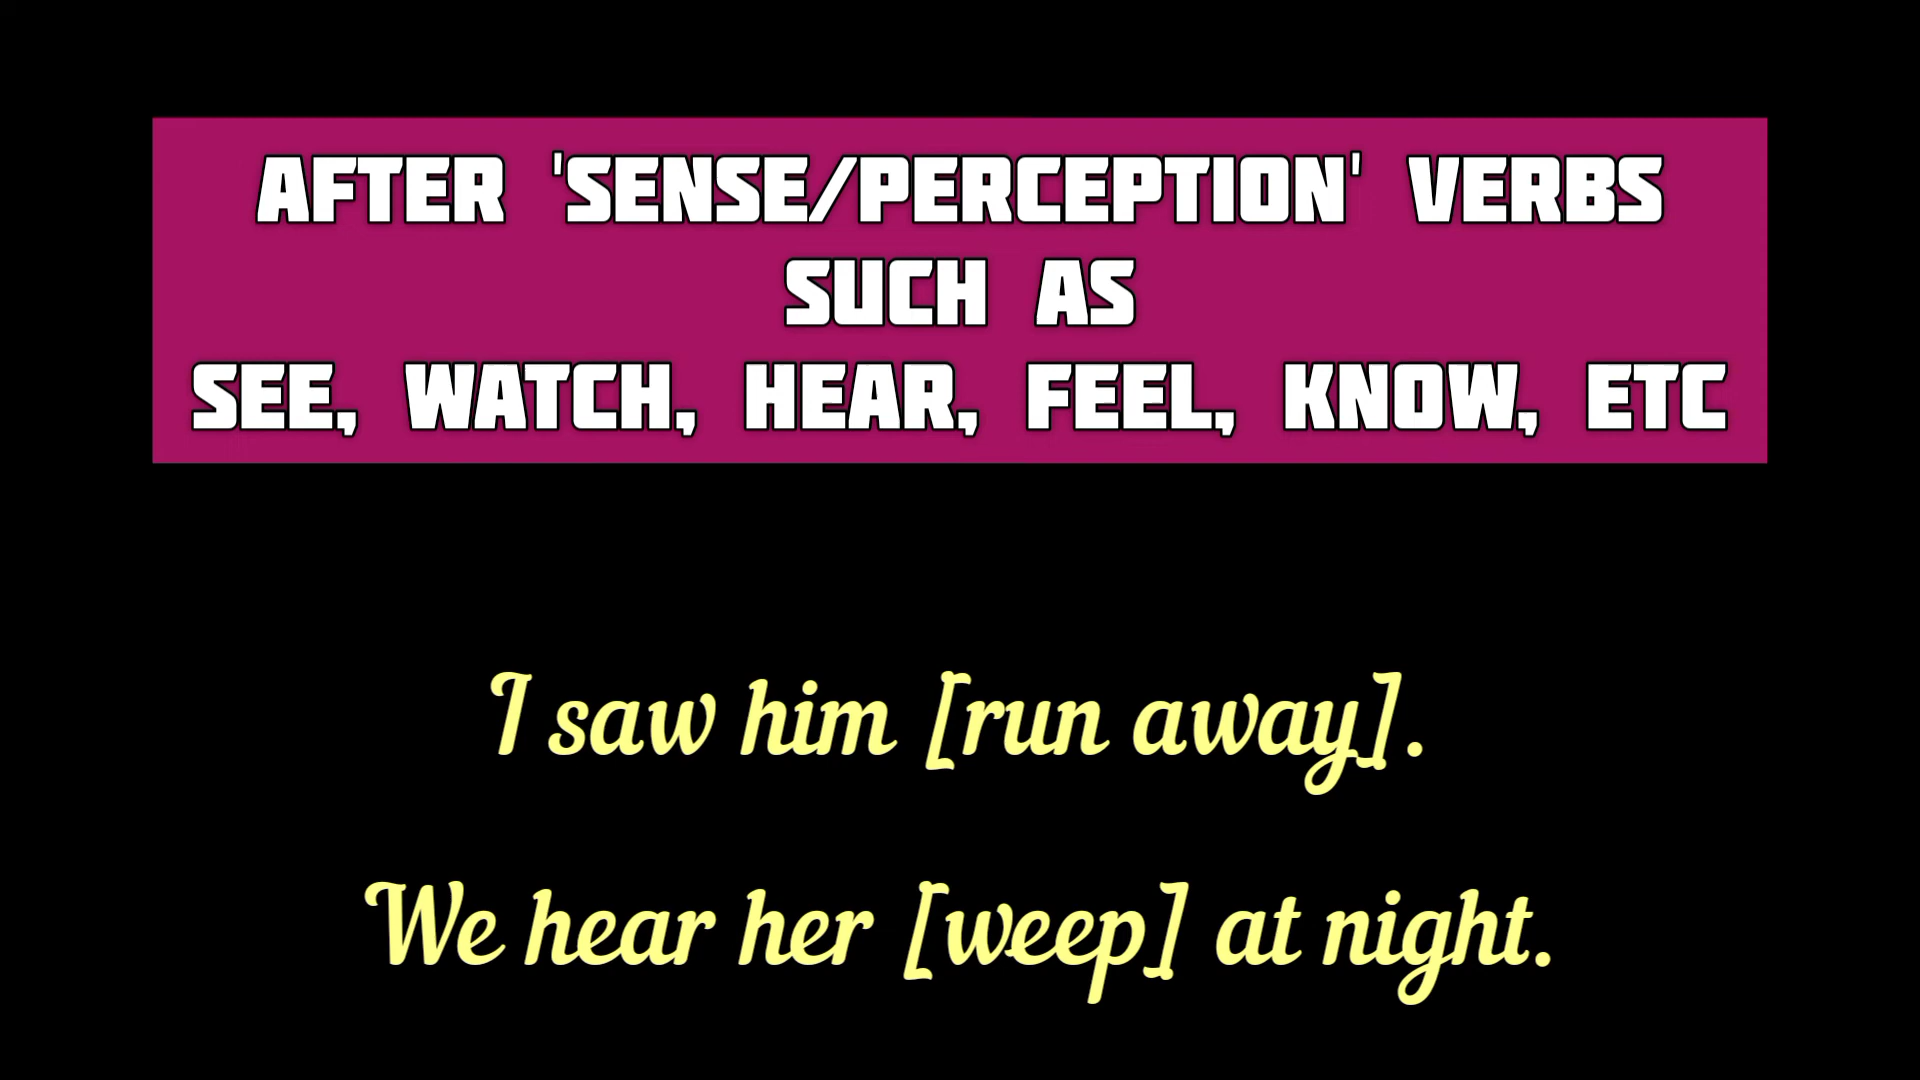 AFTER 'SENSE/PERCEPTION' VERBS
SUCH AS
SEE, WATCH, HEAR, FEEL, KNOW, ETC
I saw him [run away].
We hear her [weep] at night.